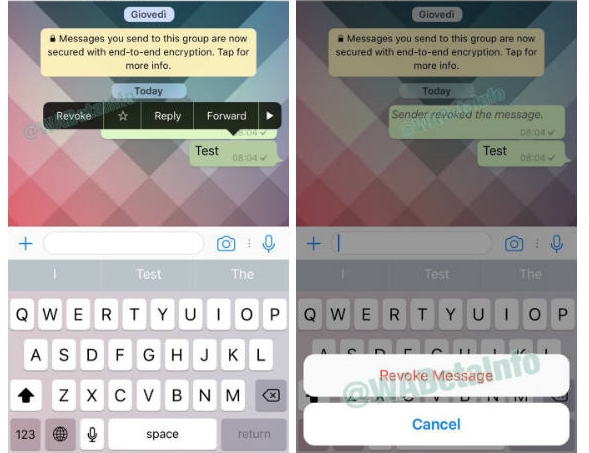 Giovedì
Messages you send to this group are now
secured with end-to-end encryption. Tap for
more info.
Today
Revoke ☆ Reply Forward ▶
@WABetaInfo
08:04 ✓
Test
08:04 ✓
I Test The
Q W E R T Y U I O P
A S D F G H J K L
Z X C V B N M
123 space return
Giovedì
Messages you send to this group are now
secured with end-to-end encryption. Tap for
more info.
Today
Sender revoked the message.
@WABetaInfo
08:04 ✓
Test
08:04 ✓
I Test The
Q W E R T Y U I O P
Revoke Message
@WABetaInfo
Cancel